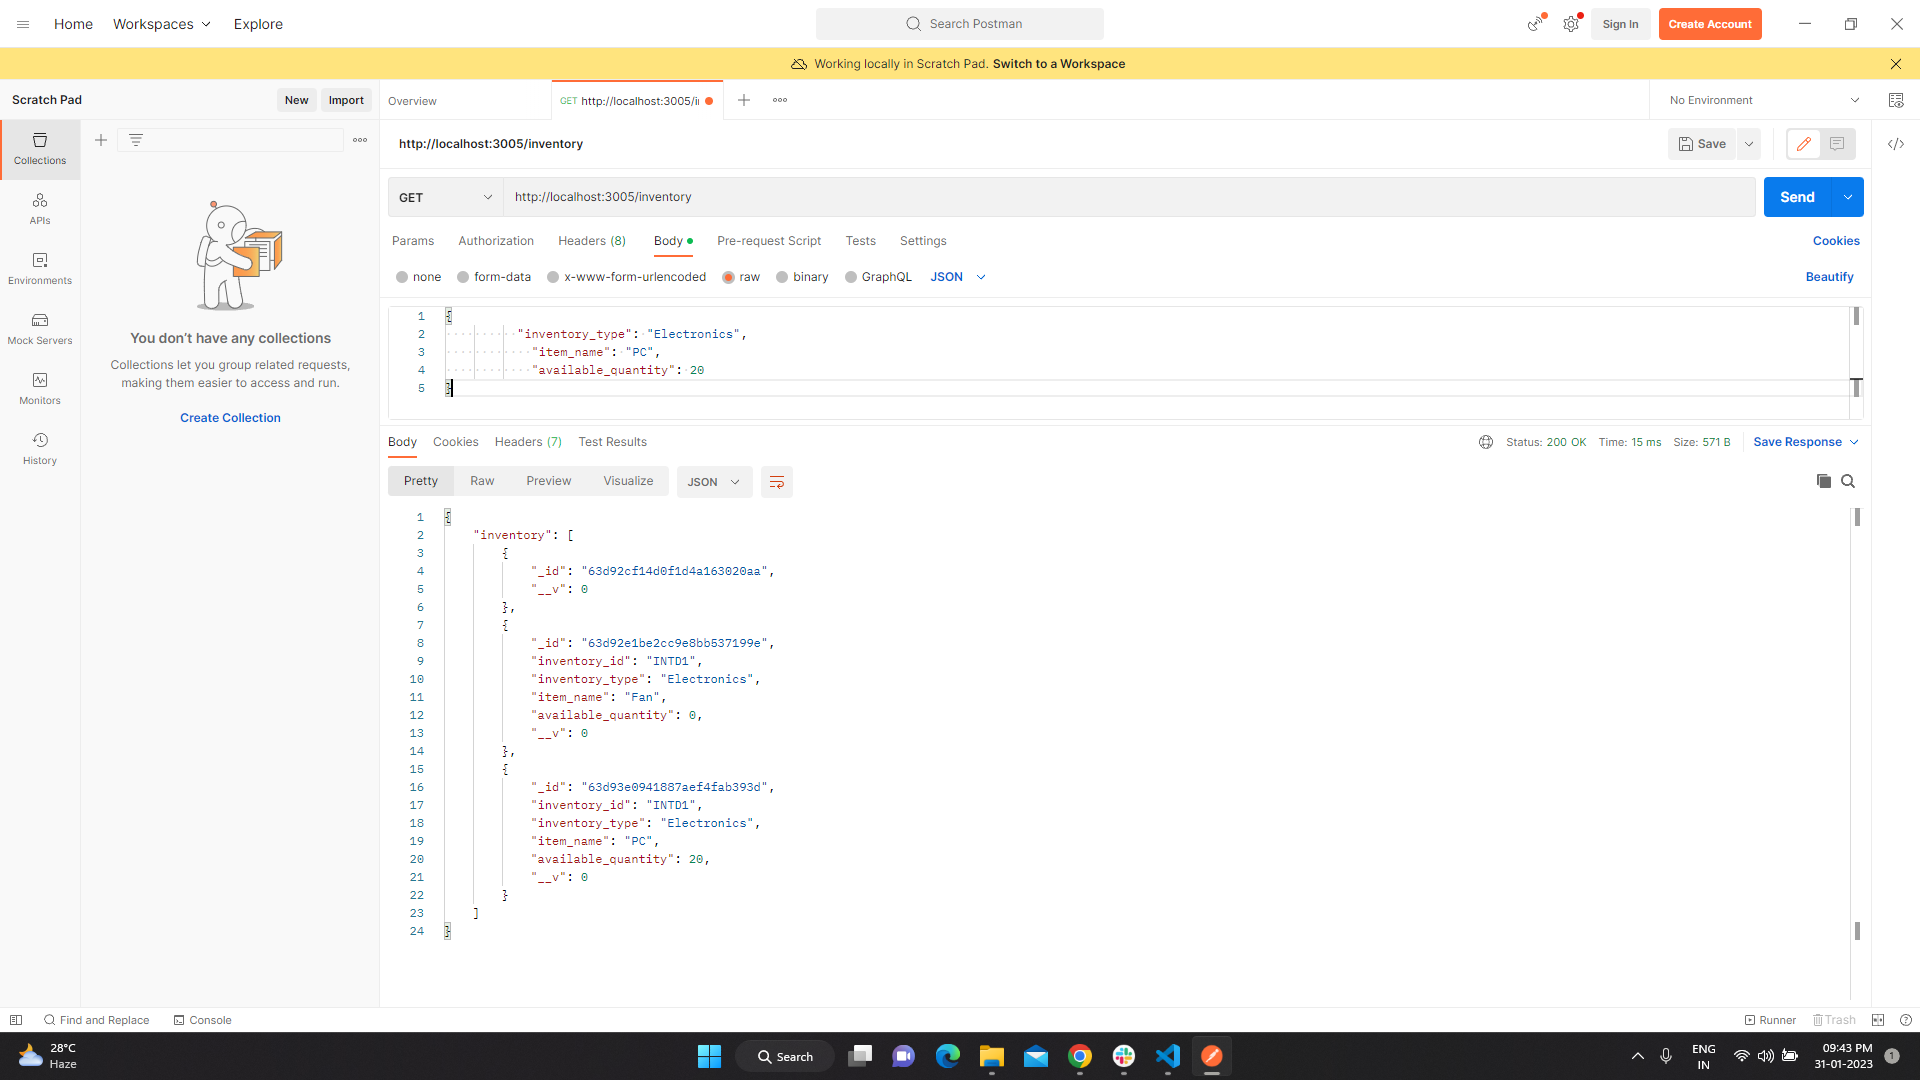 Home Workspaces Explore Search Postman Sign In Create Account
Working locally in Scratch Pad. Switch to a Workspace
Scratch Pad New Import Overview GET http://localhost:3005/i No Environment
Collections
APIs
Environments
Mock Servers
Monitors
History
You don't have any collections
Collections let you group related requests,
making them easier to access and run.
Create Collection
http://localhost:3005/inventory Save
GET http://localhost:3005/inventory Send
Params Authorization Headers (8) Body Pre-request Script Tests Settings Cookies
none form-data x-www-form-urlencoded raw binary GraphQL JSON Beautify
1 {
2 "inventory_type": "Electronics",
3 "item_name": "PC",
4 "available_quantity": 20
5 }
Body Cookies Headers (7) Test Results Status: 200 OK Time: 15 ms Size: 571 B Save Response
Pretty Raw Preview Visualize JSON
1 {
2 "inventory": [
3 {
4 "_id": "63d92cf14d0f1d4a163020aa",
5 "__v": 0
6 },
7 {
8 "_id": "63d92e1be2cc9e8bb537199e",
9 "inventory_id": "INTD1",
10 "inventory_type": "Electronics",
11 "item_name": "Fan",
12 "available_quantity": 0,
13 "__v": 0
14 },
15 {
16 "_id": "63d93e0941887aef4fab393d",
17 "inventory_id": "INTD1",
18 "inventory_type": "Electronics",
19 "item_name": "PC",
20 "available_quantity": 20,
21 "__v": 0
22 }
23 ]
24 }
Find and Replace Console Runner Trash
28°C
Haze
Search
ENG
IN
09:43 PM
31-01-2023
1